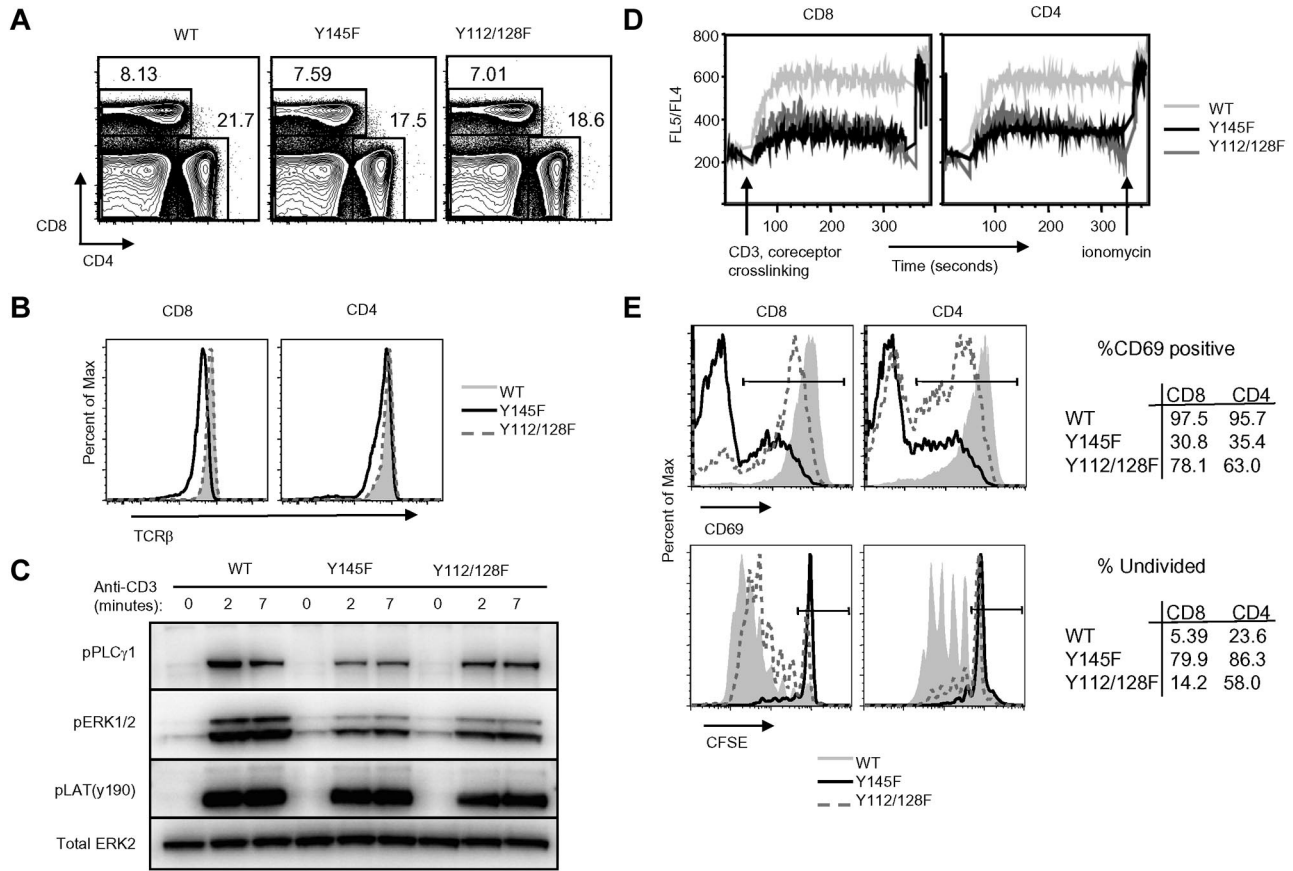 A
WT
Y145F
Y112/128F
8.13
21.7
7.59
17.5
7.01
18.6
CD8
CD4
B
CD8
CD4
Percent of Max
TCRβ
WT
Y145F
Y112/128F
C
WT
Y145F
Y112/128F
Anti-CD3
(minutes):
0 2 7 0 2 7 0 2 7
pPLCγ1
pERK1/2
pLAT(y190)
Total ERK2
D
CD8
CD4
FL5/FL4
800
600
400
200
100 200 300
100 200 300
CD3, coreceptor
crosslinking
Time (seconds)
ionomycin
WT
Y145F
Y112/128F
E
CD8
CD4
Percent of Max
CD69
%CD69 positive
CD8 CD4
WT 97.5 95.7
Y145F 30.8 35.4
Y112/128F 78.1 63.0
CFSE
% Undivided
CD8 CD4
WT 5.39 23.6
Y145F 79.9 86.3
Y112/128F 14.2 58.0
WT
Y145F
Y112/128F